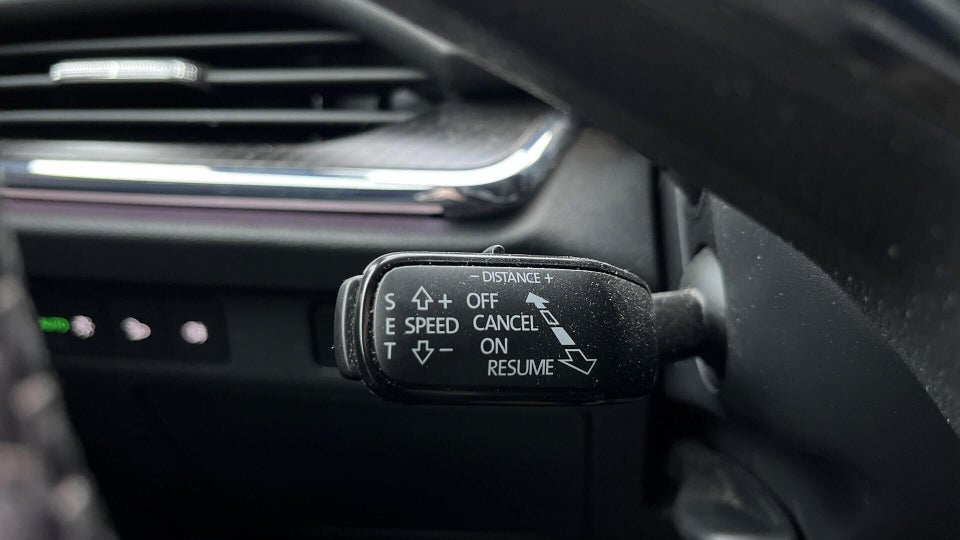 - DISTANCE +
S + OFF
E SPEED CANCEL
T - ON
RESUME